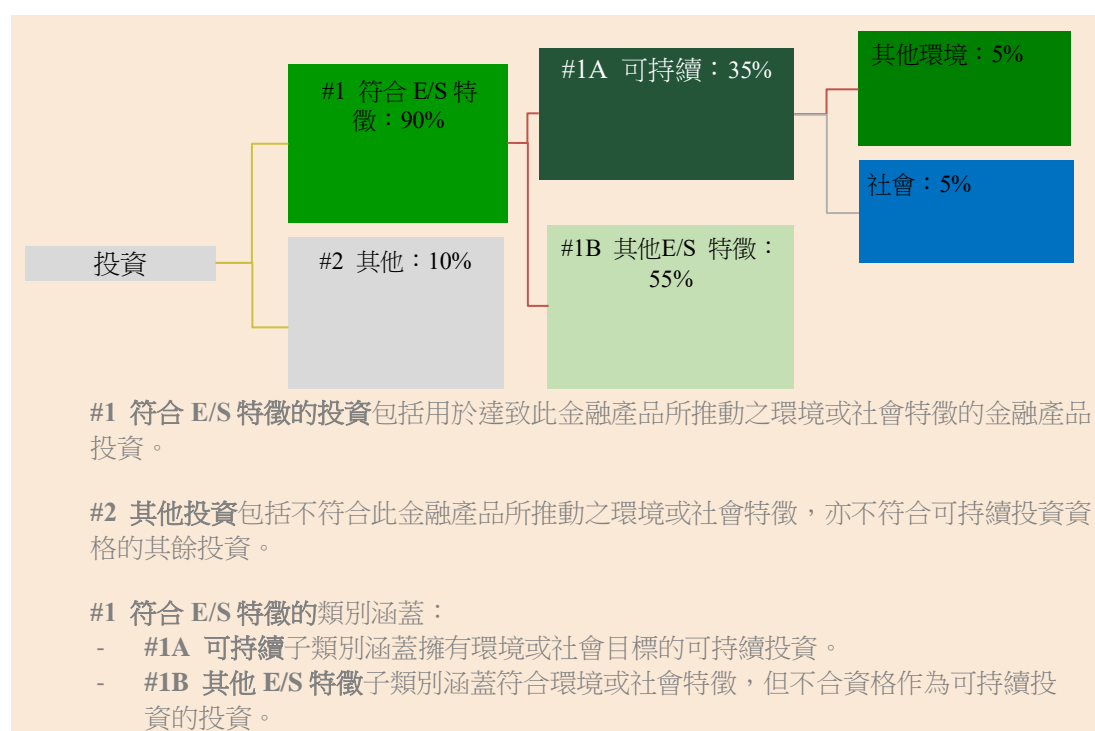 投資
#1 符合 E/S 特
徵：90%
#2 其他：10%
#1A 可持續：35%
#1B 其他E/S 特徵：
55%
其他環境：5%
社會：5%
#1 符合 E/S 特徵的投資包括用於達致此金融產品所推動之環境或社會特徵的金融產品
投資。
#2 其他投資包括不符合此金融產品所推動之環境或社會特徵，亦不符合可持續投資資
格的其餘投資。
#1 符合 E/S 特徵的類別涵蓋：
- #1A 可持續子類別涵蓋擁有環境或社會目標的可持續投資。
- #1B 其他 E/S 特徵子類別涵蓋符合環境或社會特徵，但不合資格作為可持續投
資的投資。